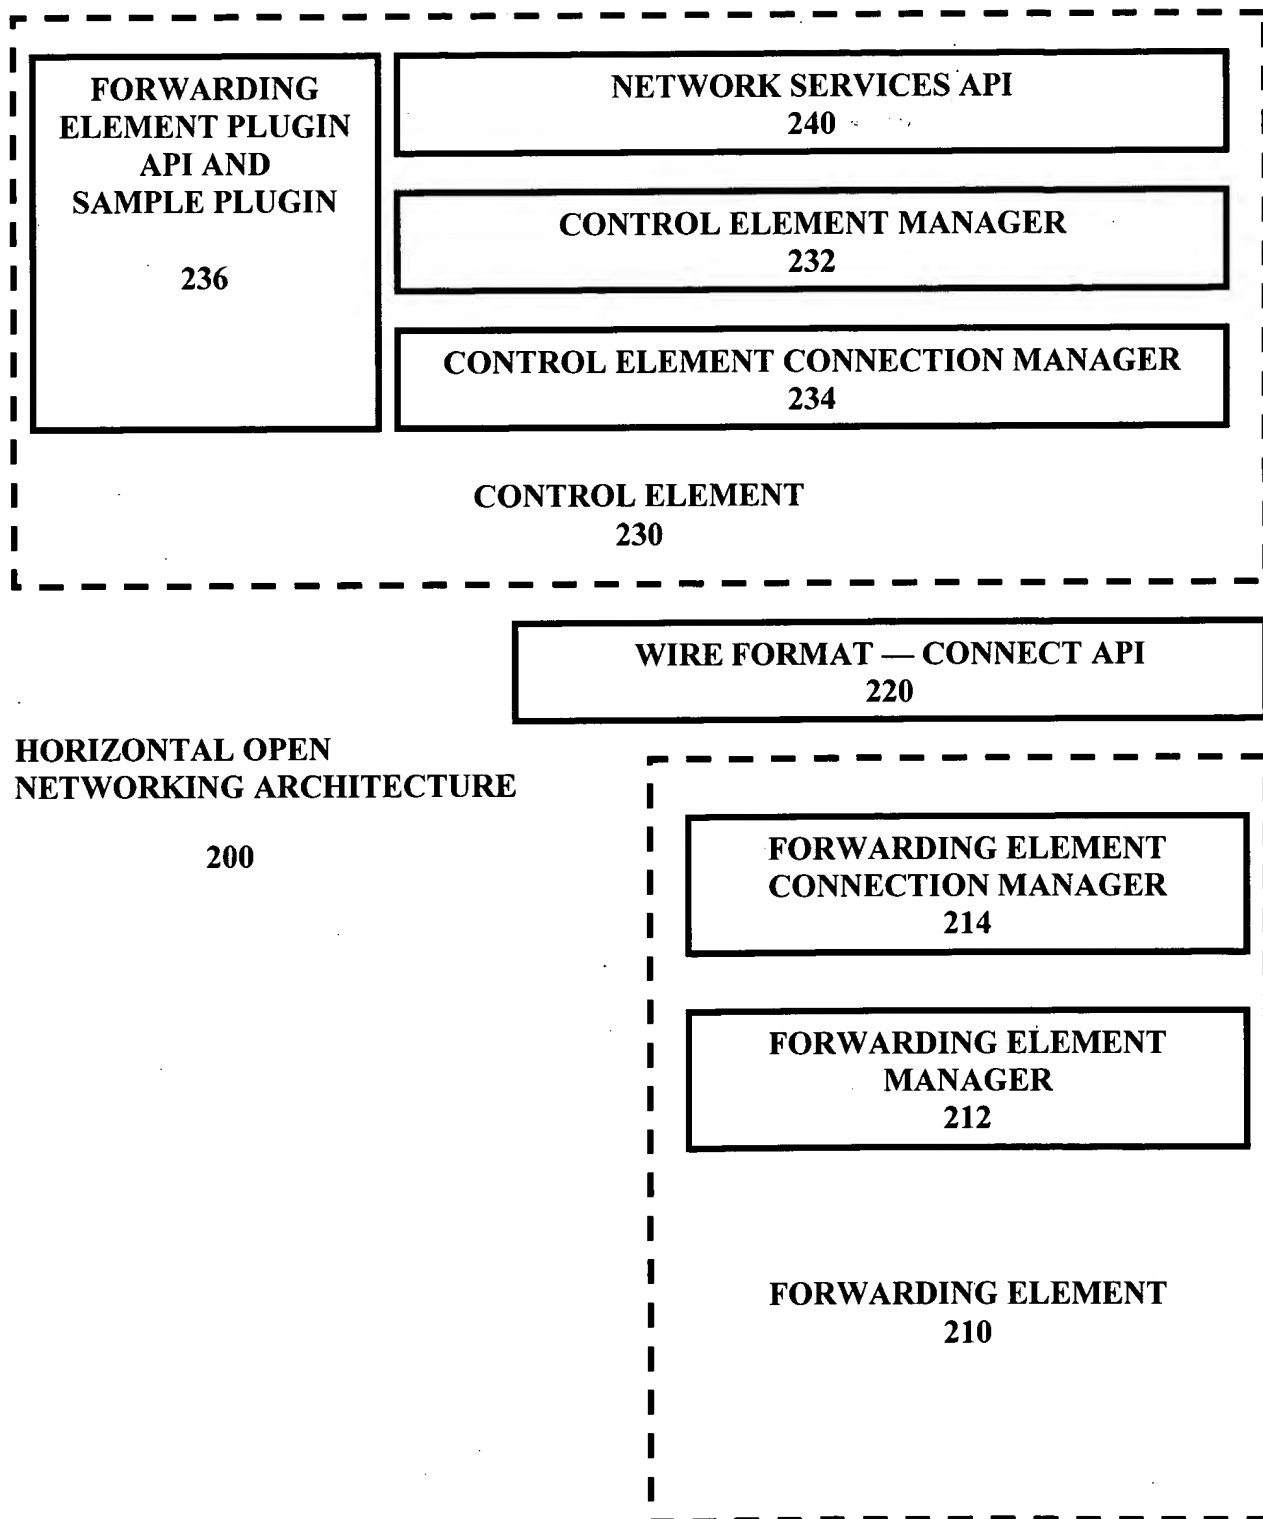 FORWARDING
ELEMENT PLUGIN
API AND
SAMPLE PLUGIN
236
NETWORK SERVICES API
240
CONTROL ELEMENT MANAGER
232
CONTROL ELEMENT CONNECTION MANAGER
234
CONTROL ELEMENT
230
WIRE FORMAT — CONNECT API
220
HORIZONTAL OPEN
NETWORKING ARCHITECTURE
200
FORWARDING ELEMENT
CONNECTION MANAGER
214
FORWARDING ELEMENT
MANAGER
212
FORWARDING ELEMENT
210